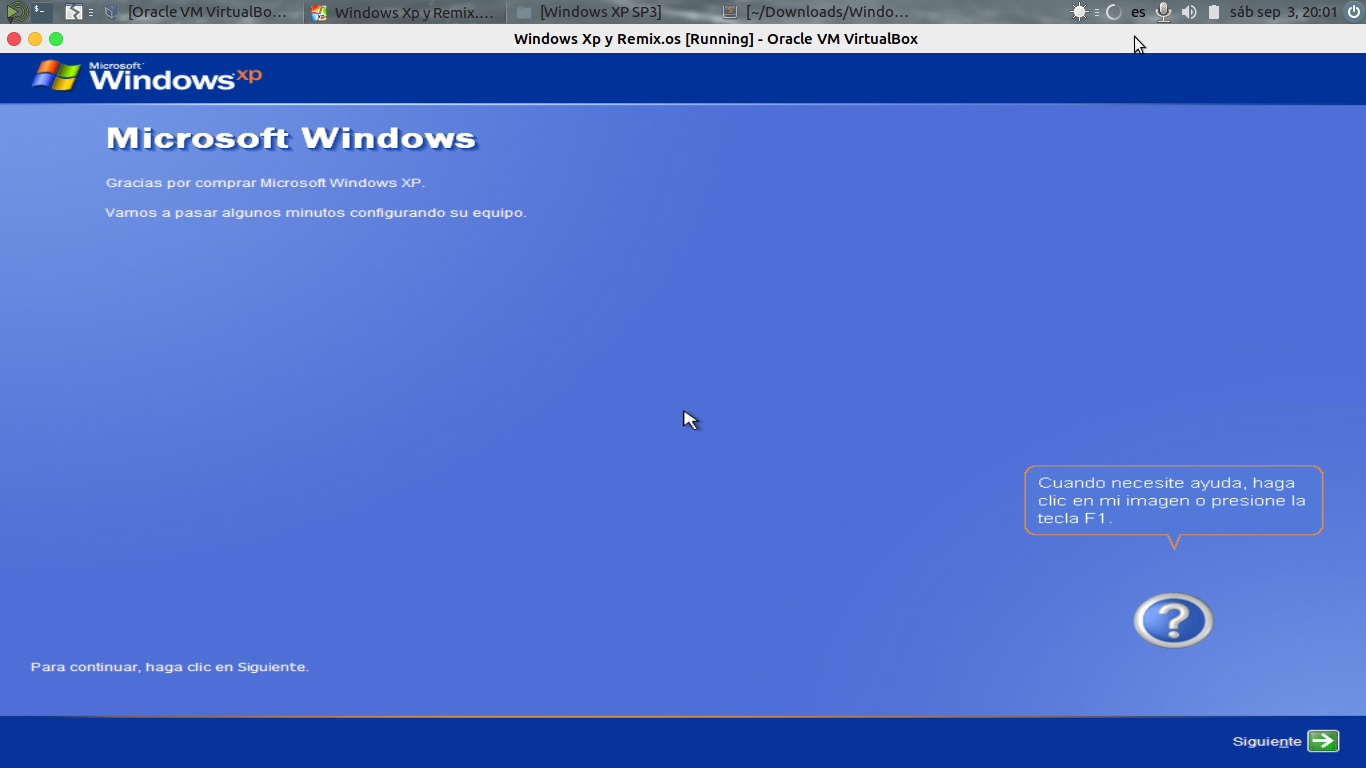 [Oracle VM VirtualBo...
Windows Xp y Remix....
[Windows XP SP3]
[~/Downloads/Windo...
es
sáb sep 3, 20:01
Windows Xp y Remix.os [Running] - Oracle VM VirtualBox
Microsoft
Windows xp
Microsoft Windows
Gracias por comprar Microsoft Windows XP.
Vamos a pasar algunos minutos configurando su equipo.
Cuando necesite ayuda, haga
clic en mi imagen o presione la
tecla F1.
?
Para continuar, haga clic en Siguiente.
Siguiente